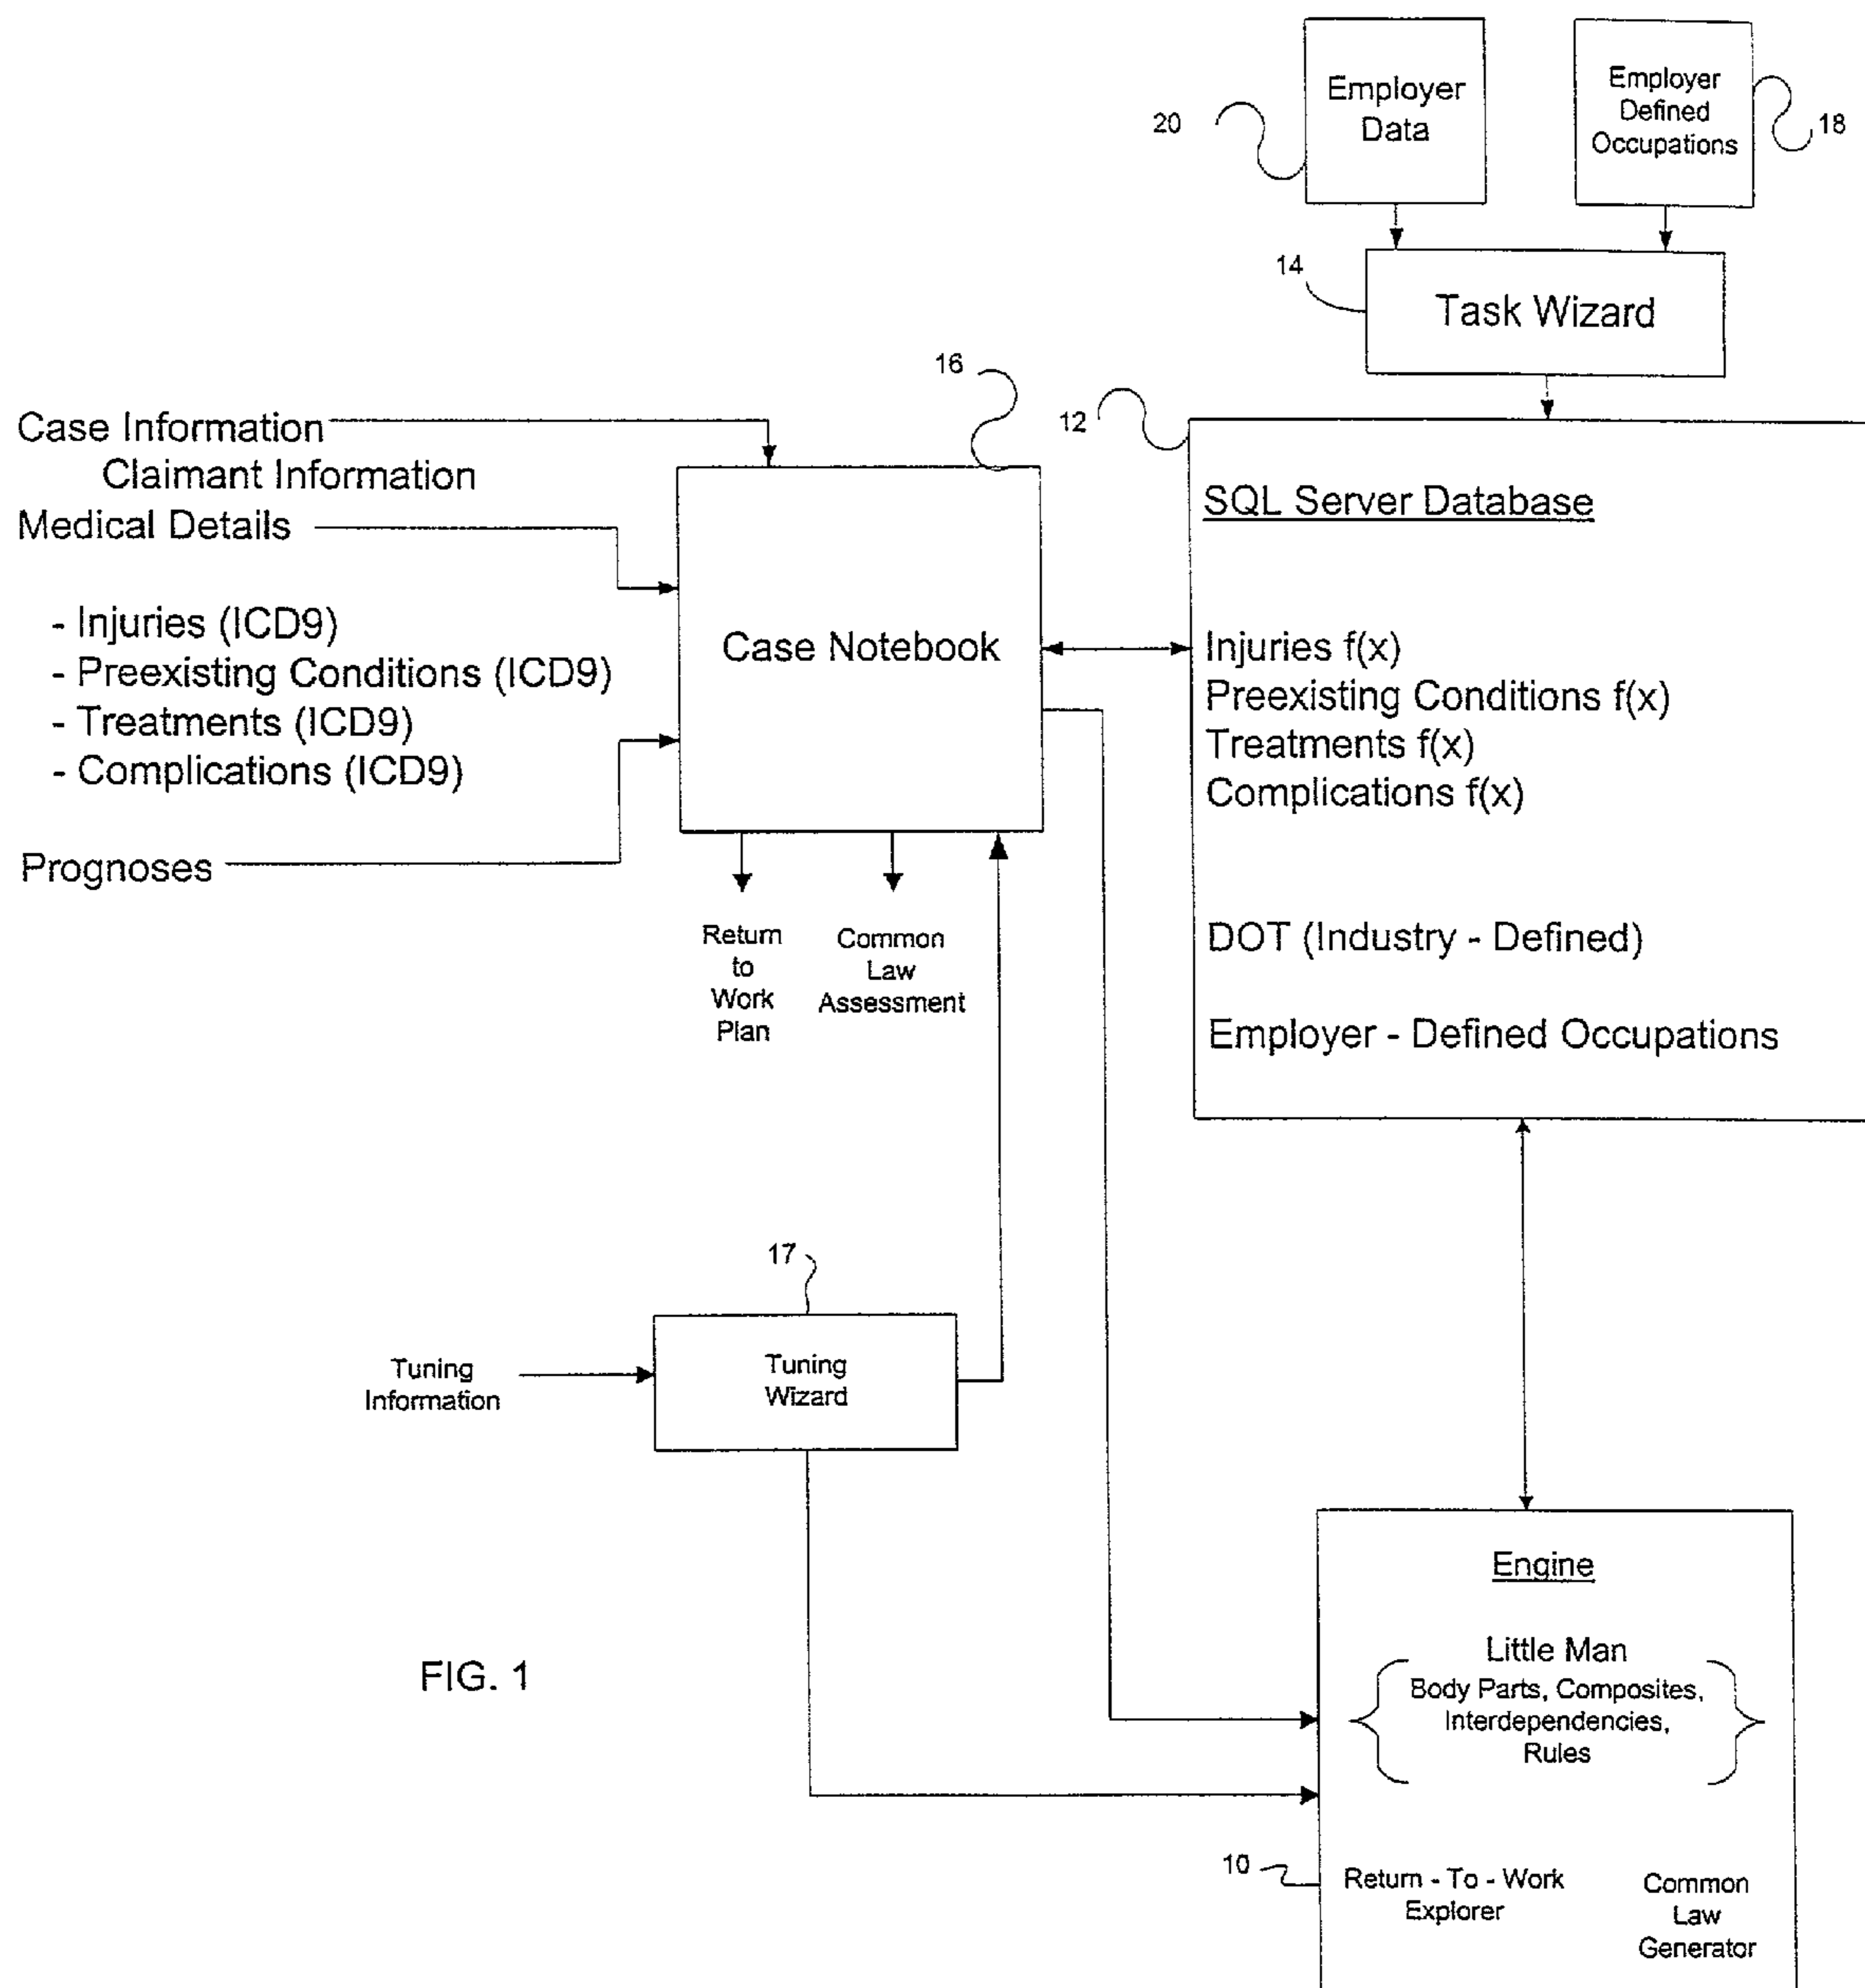 Employer
Data
20
Employer
Defined
Occupations
18
14
Task Wizard
16
12
Case Information
Claimant Information
Medical Details
- Injuries (ICD9)
- Preexisting Conditions (ICD9)
- Treatments (ICD9)
- Complications (ICD9)
Prognoses
Case Notebook
SQL Server Database
Injuries f(x)
Preexisting Conditions f(x)
Treatments f(x)
Complications f(x)
DOT (Industry - Defined)
Employer - Defined Occupations
Return
to
Work
Plan
Common
Law
Assessment
17
Tuning
Information
Tuning
Wizard
Engine
Little Man
Body Parts, Composites,
Interdependencies,
Rules
FIG. 1
10
Return - To - Work
Explorer
Common
Law
Generator